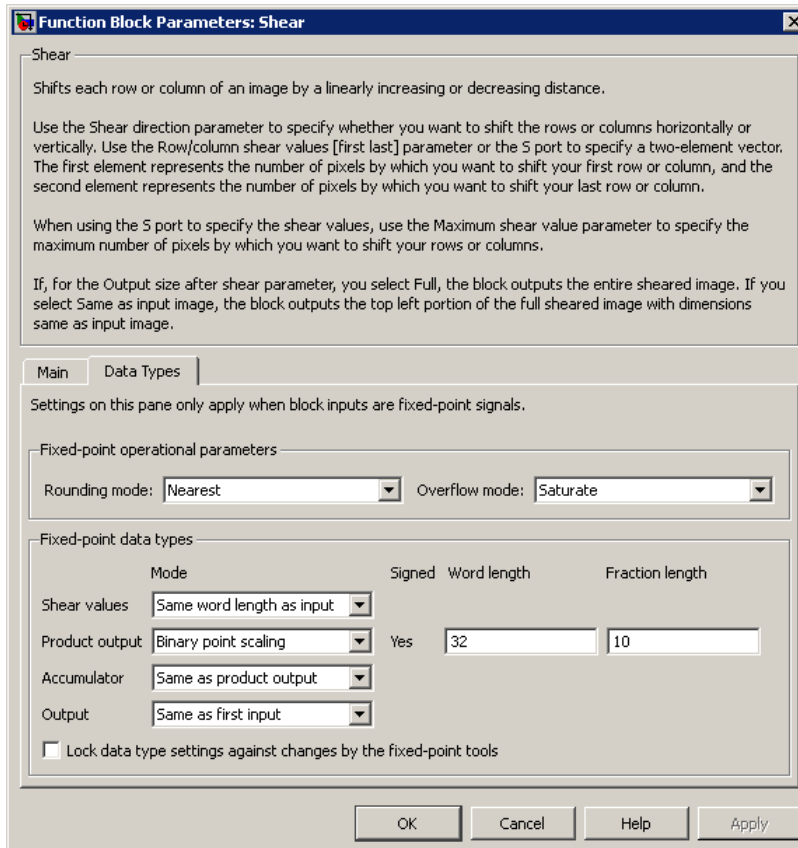 Function Block Parameters: Shear
Shear
Shifts each row or column of an image by a linearly increasing or decreasing distance.
Use the Shear direction parameter to specify whether you want to shift the rows or columns horizontally or
vertically. Use the Row/column shear values [first last] parameter or the S port to specify a two-element vector.
The first element represents the number of pixels by which you want to shift your first row or column, and the
second element represents the number of pixels by which you want to shift your last row or column.
When using the S port to specify the shear values, use the Maximum shear value parameter to specify the
maximum number of pixels by which you want to shift your rows or columns.
If, for the Output size after shear parameter, you select Full, the block outputs the entire sheared image. If you
select Same as input image, the block outputs the top left portion of the full sheared image with dimensions
same as input image.
Main Data Types
Settings on this pane only apply when block inputs are fixed-point signals.
Fixed-point operational parameters
Rounding mode: Nearest Overflow mode: Saturate
Fixed-point data types
Mode Signed Word length Fraction length
Shear values Same word length as input
Product output Binary point scaling Yes 32 10
Accumulator Same as product output
Output Same as first input
Lock data type settings against changes by the fixed-point tools
OK Cancel Help Apply